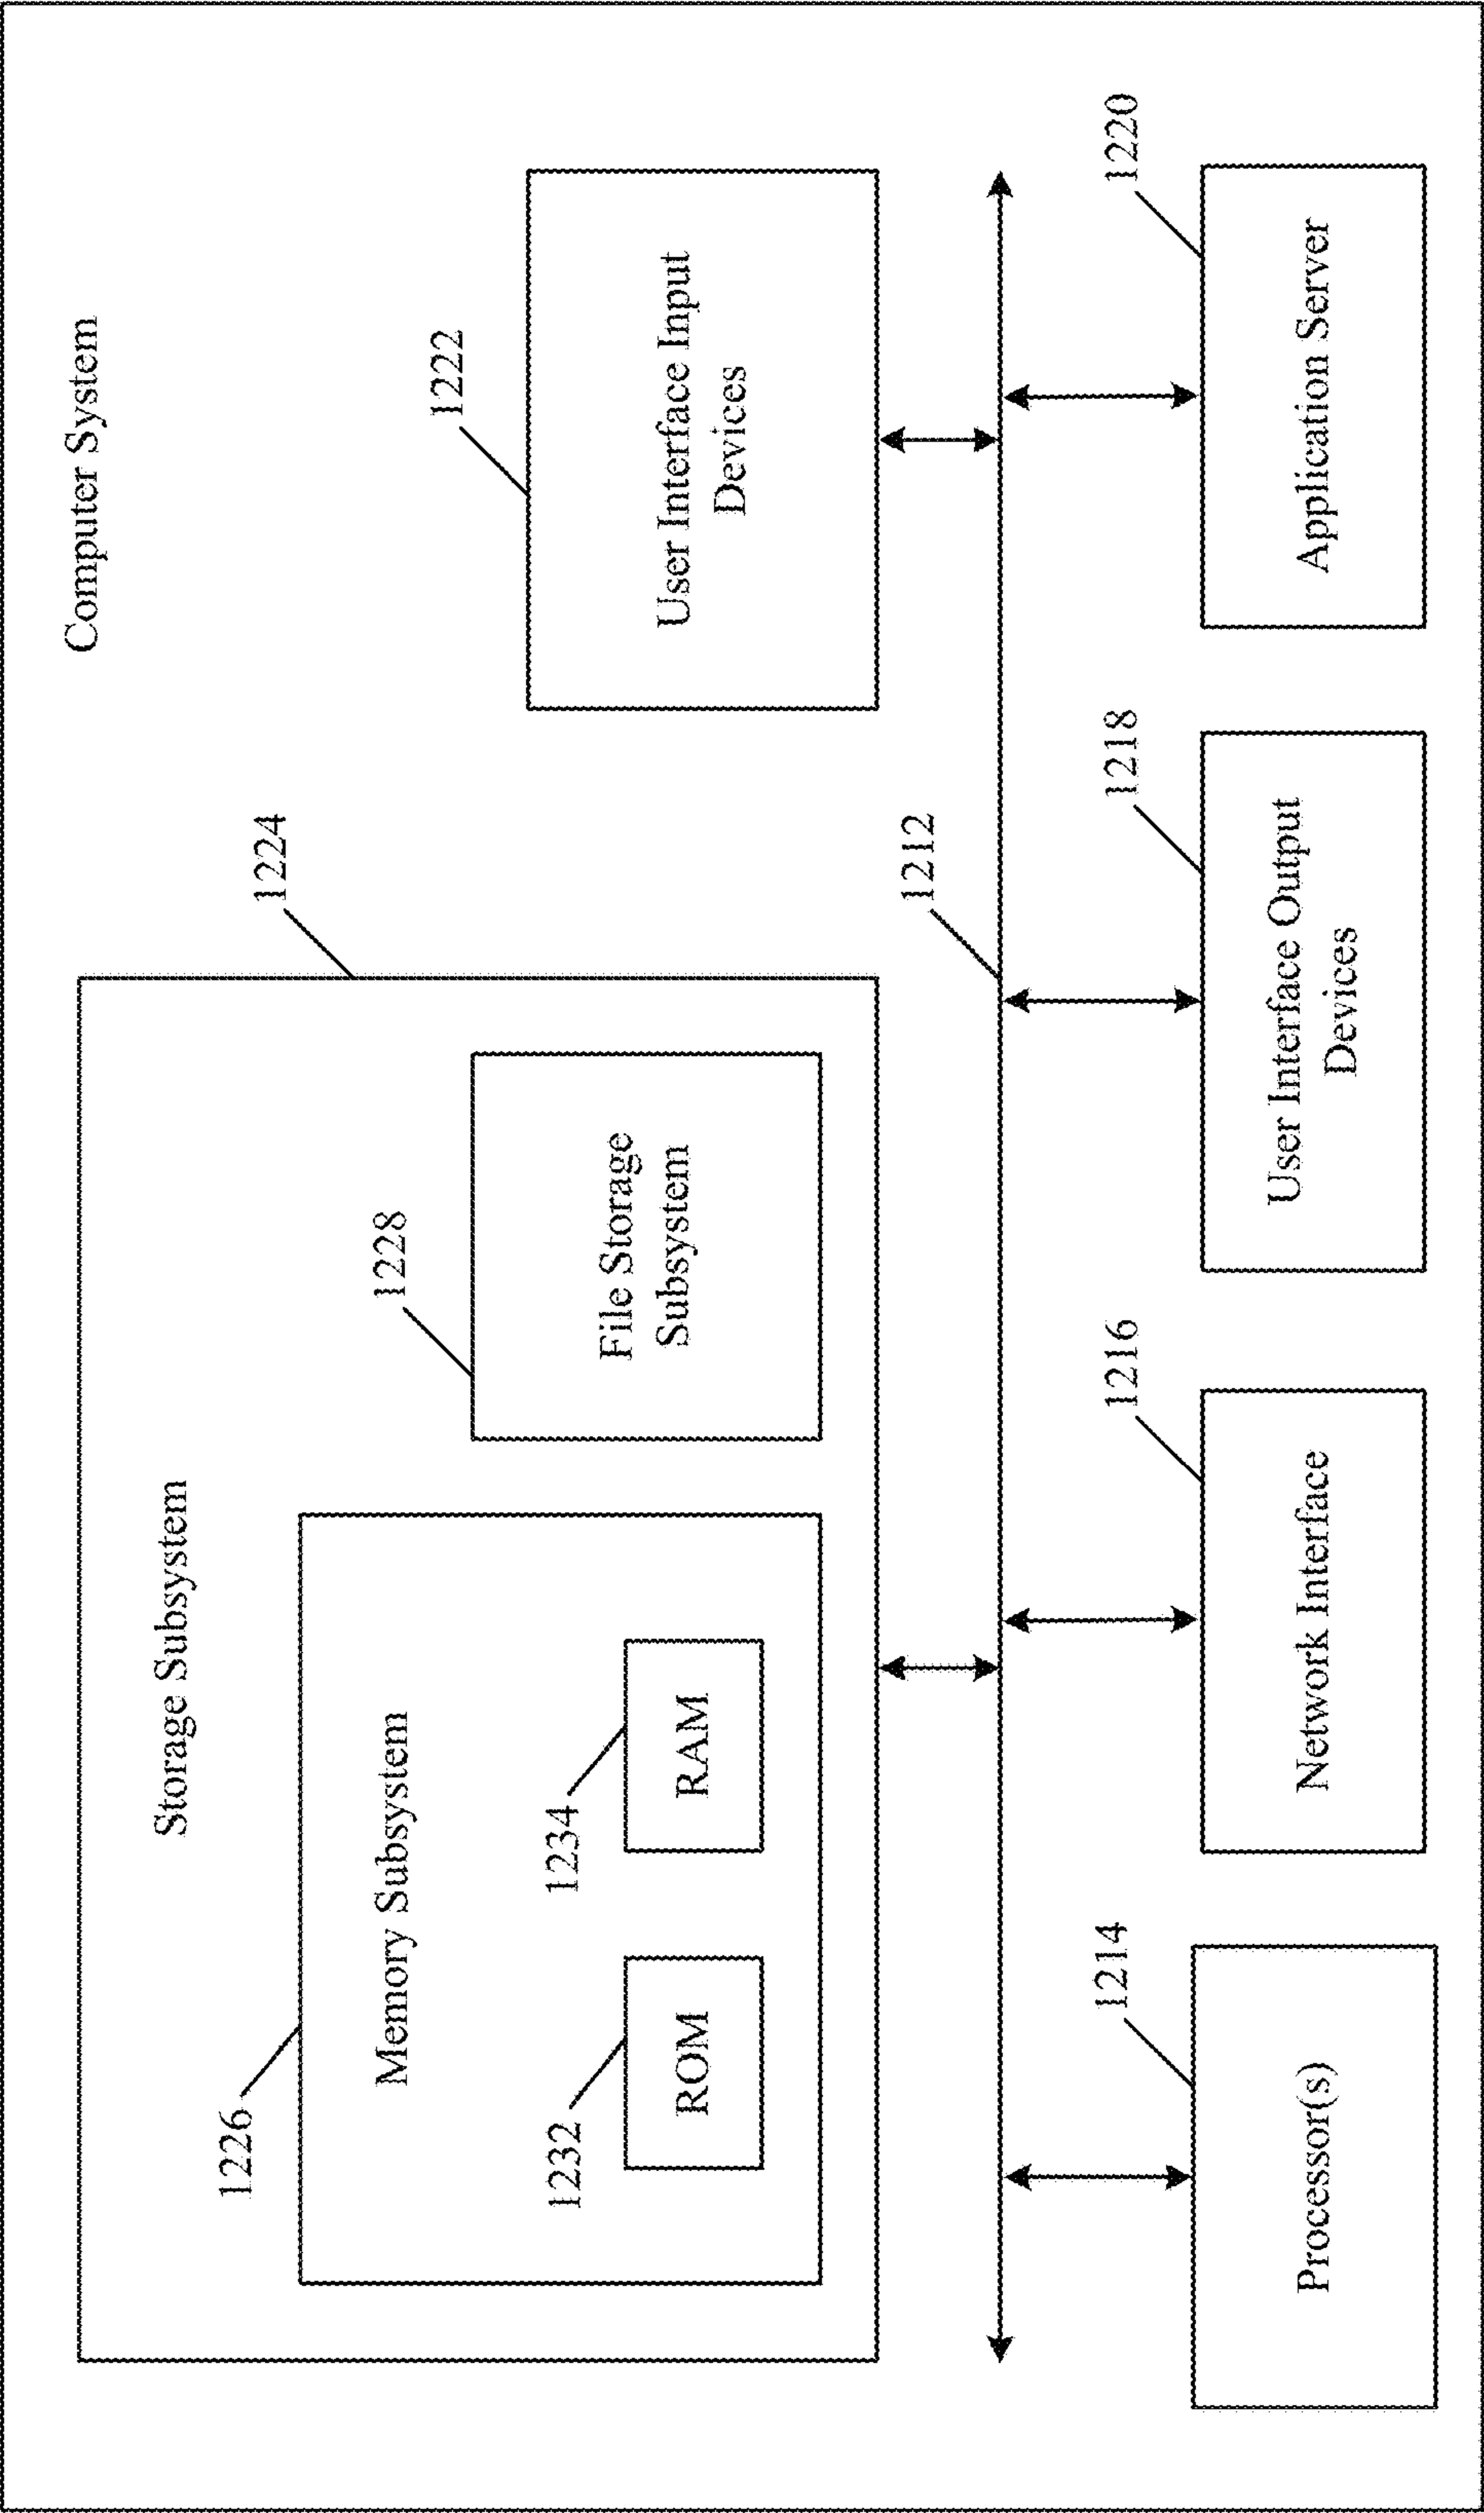 Computer System
Storage Subsystem
1224
1226
Memory Subsystem
1222
1228
User Interface Input
Devices
1232
1234
File Storage
Subsystem
ROM
RAM
1212
1214
1216
1218
1220
Processor(s)
Network Interface
User Interface Output
Devices
Application Server